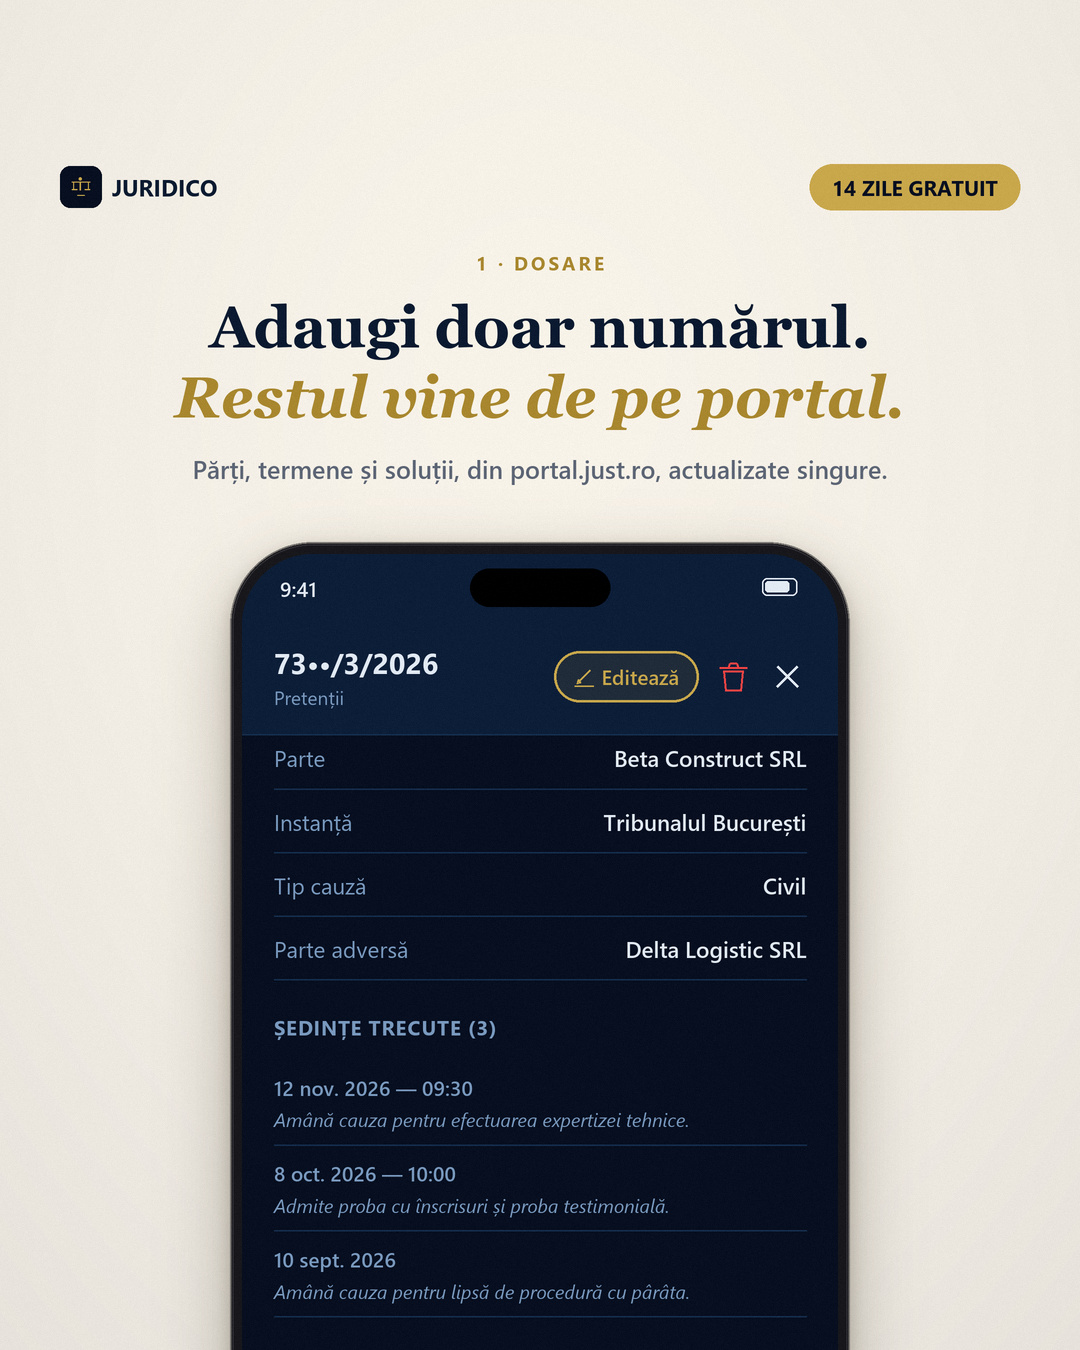 JURIDICO
14 ZILE GRATUIT
1 · DOSARE
Adaugi doar numărul.
Restul vine de pe portal.
Părți, termene și soluții, din portal.just.ro, actualizate singure.
9:41
73••/3/2026
Editează
Pretenții
Parte
Beta Construct SRL
Instanță
Tribunalul București
Tip cauză
Civil
Parte adversă
Delta Logistic SRL
ȘEDINȚE TRECUTE (3)
12 nov. 2026 — 09:30
Amână cauza pentru efectuarea expertizei tehnice.
8 oct. 2026 — 10:00
Admite proba cu înscrisuri și proba testimonială.
10 sept. 2026
Amână cauza pentru lipsă de procedură cu pârâta.